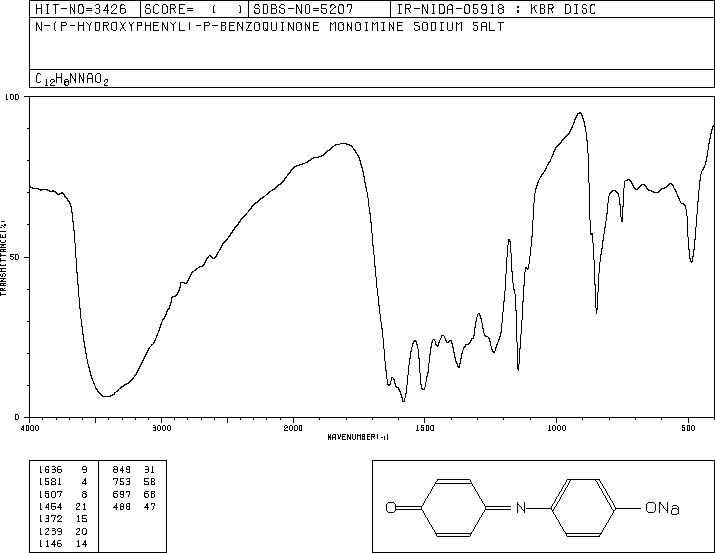 HIT-NO=3426 SCORE= ( ) SDBS-NO=5207 IR-NIDA-05918 : KBR DISC
N-(P-HYDROXYPHENYL)-P-BENZOQUINONE MONOIMINE SODIUM SALT
C12H8NNAO2
100
50
0
TRANSMITTANCE(%)
4000 3000 2000 1500 1000 500
WAVENUMBER(-1)
1636 9 849 31
1581 4 753 58
1507 8 697 66
1454 21 488 47
1372 15
1239 20
1146 14
O N ONa